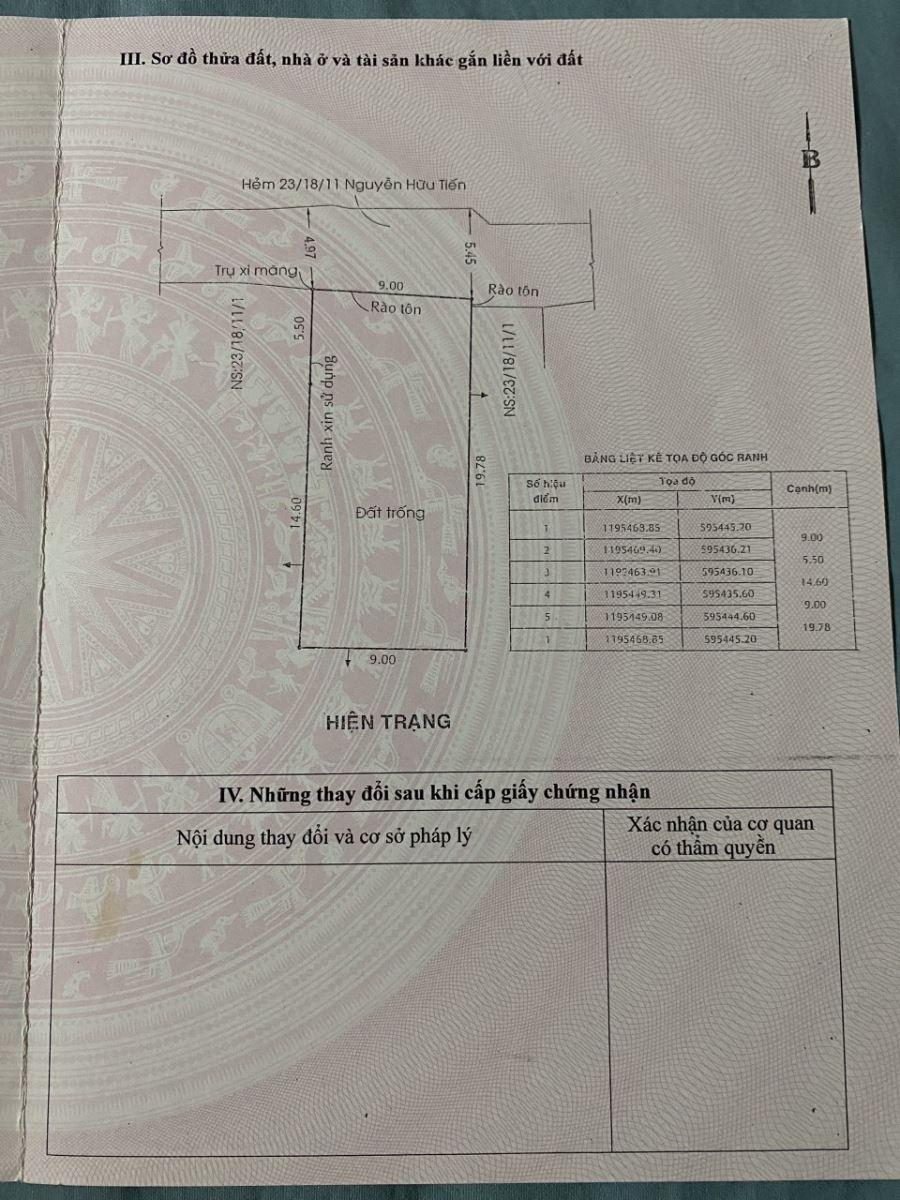 III. Sơ đồ thửa đất, nhà ở và tài sản khác gắn liền với đất
B
Hẻm 23/18/11 Nguyễn Hữu Tiến
4.97
5.45
Trụ xi măng
9.00
Rào tôn
Rào tôn
NS:23/18/11/1
5.50
Ranh xin sử dụng
NS:23/18/11/1
19.78
14.60
Đất trống
9.00
HIỆN TRẠNG
BẢNG LIỆT KÊ TỌA ĐỘ GÓC RANH
Số hiệu điểm Tọa độ Cạnh(m)
X(m) Y(m)
1 1195468.85 595445.20
9.00
2 1195469.40 595436.21
5.50
3 1195463.91 595436.10
14.60
4 1195449.31 595435.60
9.00
5 1195449.08 595444.60
19.78
1 1195468.85 595445.20
IV. Những thay đổi sau khi cấp giấy chứng nhận
Nội dung thay đổi và cơ sở pháp lý
Xác nhận của cơ quan
có thẩm quyền